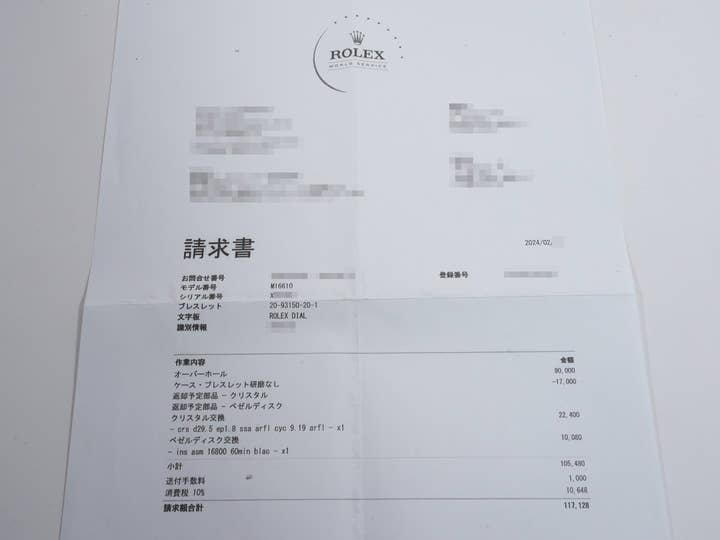 ROLEX
WORLD SERVICE
請求書
2024/02/
お問合せ番号 登録番号
モデル番号 M16610
シリアル番号 X
ブレスレット 20-93150-20-1
文字板 ROLEX DIAL
識別情報
作業内容 金額
オーバーホール 90,000
ケース・ブレスレット研磨なし -17,000
返却予定部品 - クリスタル
返却予定部品 - ベゼルディスク
クリスタル交換 22,400
- crs d29.5 ep1.8 ssa arfl cyc 9.19 arfl - x1
ベゼルディスク交換 10,080
- ins asm 16800 60min blac - x1
小計 105,480
送付手数料 1,000
消費税 10% 10,648
請求額合計 117,128